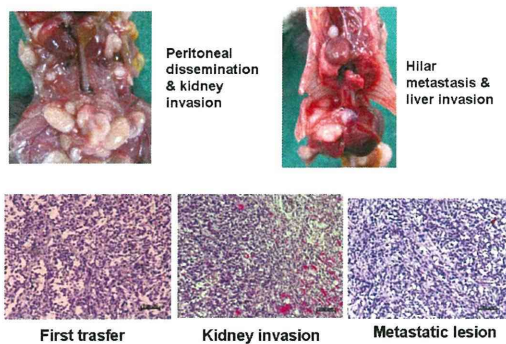 Peritoneal
dissemination
& kidney
invasion
Hilar
metastasis &
liver invasion
First trasfer
Kidney invasion
Metastatic lesion